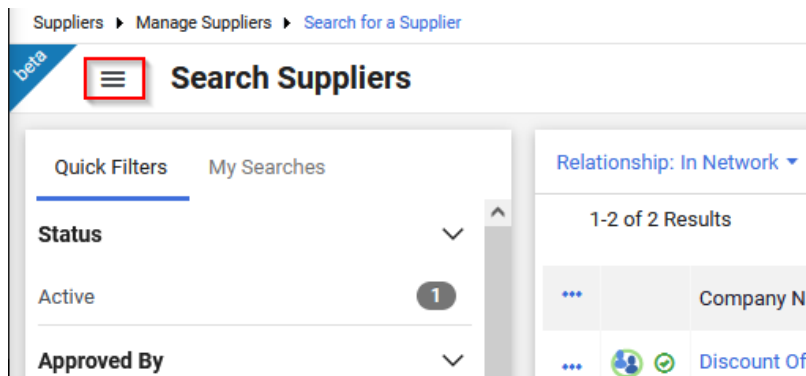 Suppliers Manage Suppliers Search for a Supplier
beta
Search Suppliers
Quick Filters My Searches
Relationship: In Network
1-2 of 2 Results
Status
Active 1
Company N
Approved By
Discount Of